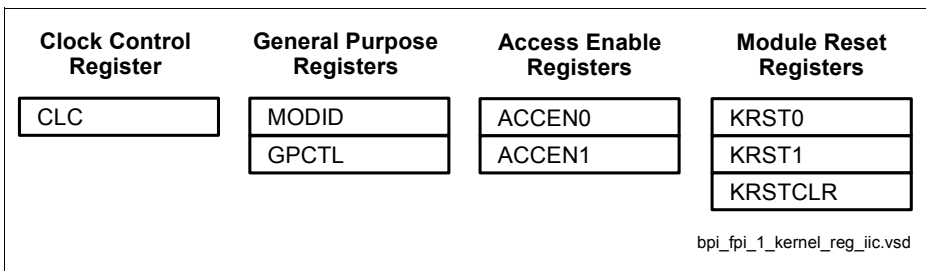 Clock Control
Register
CLC
General Purpose
Registers
MODID
GPCTL
Access Enable
Registers
ACCEN0
ACCEN1
Module Reset
Registers
KRST0
KRST1
KRSTCLR
bpi_fpi_1_kernel_reg_iic.vsd